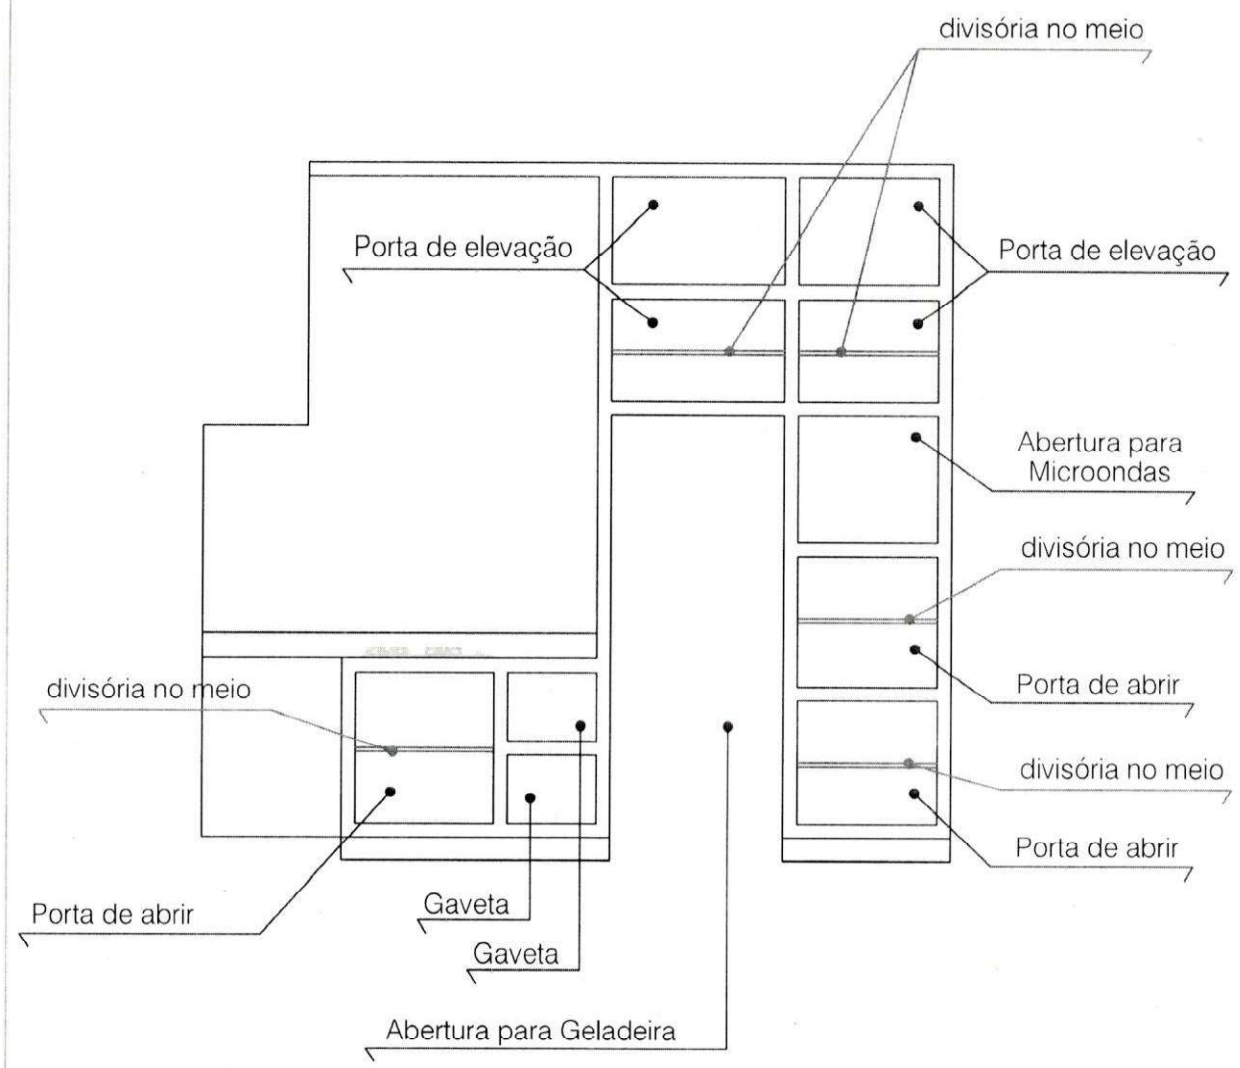 divisória no meio
Porta de elevação
Porta de elevação
Abertura para
Microondas
divisória no meio
divisória no meio
Porta de abrir
divisória no meio
Porta de abrir
Porta de abrir
Gaveta
Gaveta
Abertura para Geladeira